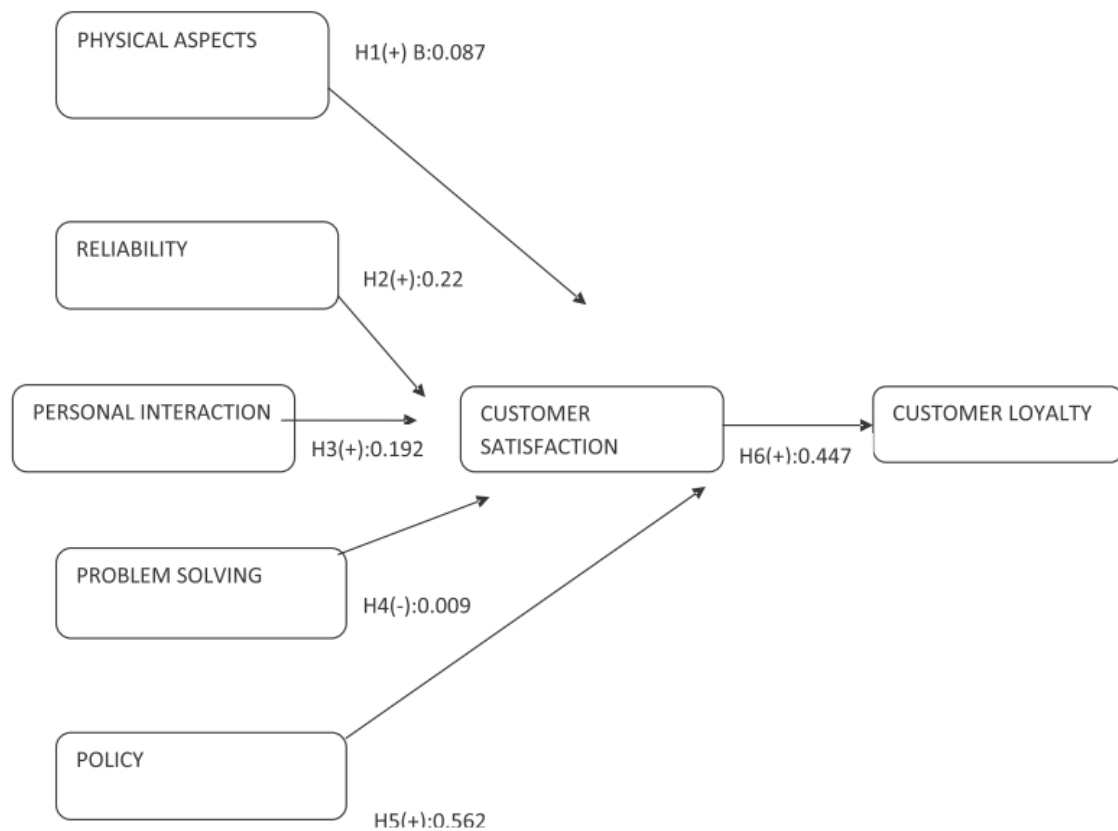 PHYSICAL ASPECTS
H1(+) B:0.087
RELIABILITY
H2(+):0.22
PERSONAL INTERACTION
H3(+):0.192
CUSTOMER
SATISFACTION
H6(+):0.447
CUSTOMER LOYALTY
PROBLEM SOLVING
H4(-):0.009
POLICY
H5(+):0.562